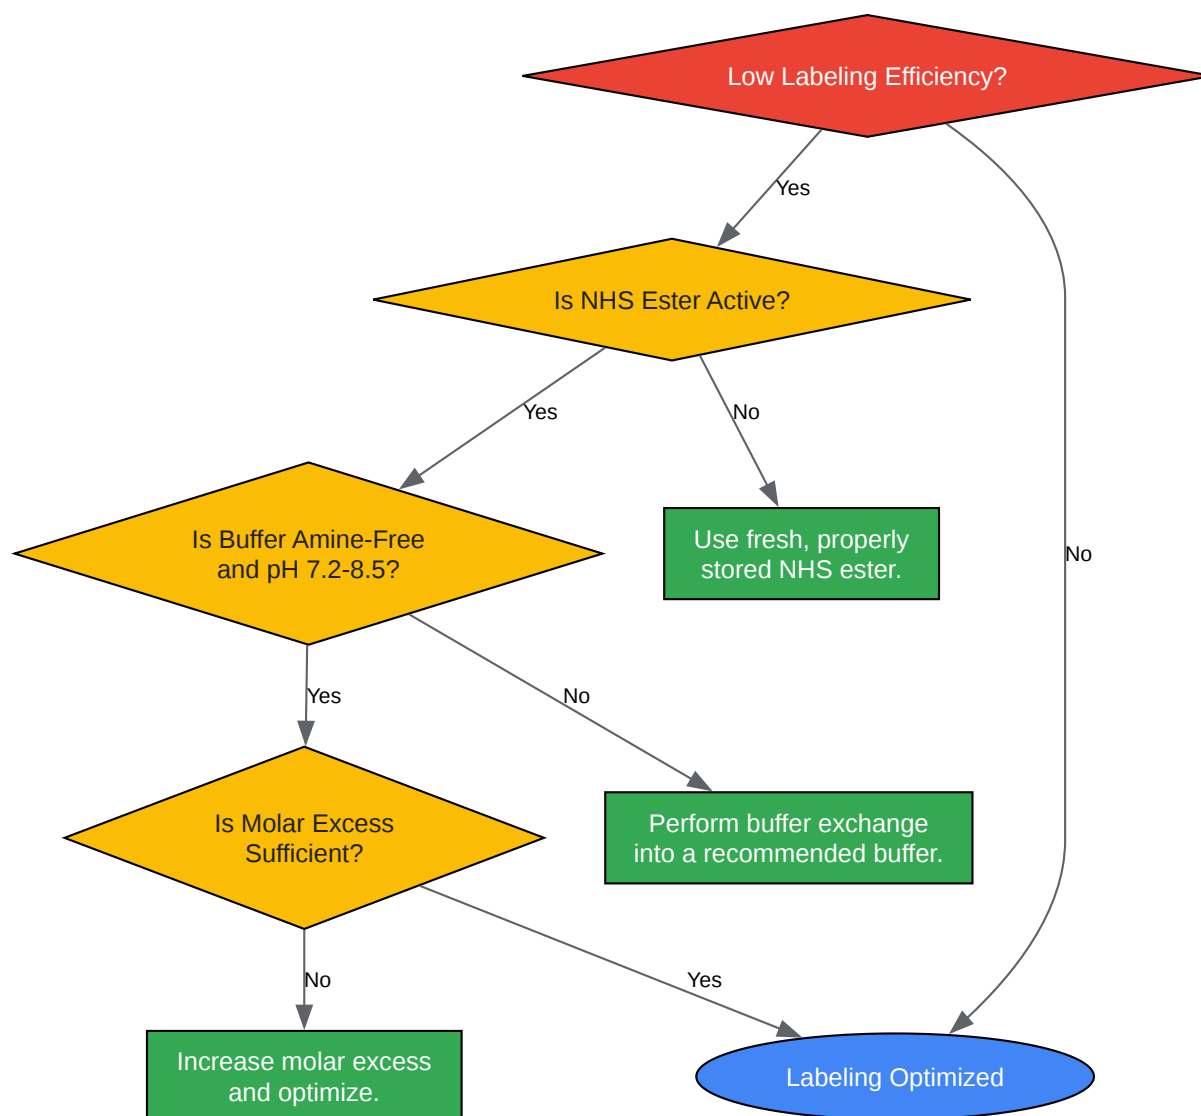 Low Labeling Efficiency?
Yes
Is NHS Ester Active?
Yes
No
Is Buffer Amine-Free
and pH 7.2-8.5?
Use fresh, properly
stored NHS ester.
No
Yes
No
Is Molar Excess
Sufficient?
Perform buffer exchange
into a recommended buffer.
No
Yes
Increase molar excess
and optimize.
Labeling Optimized